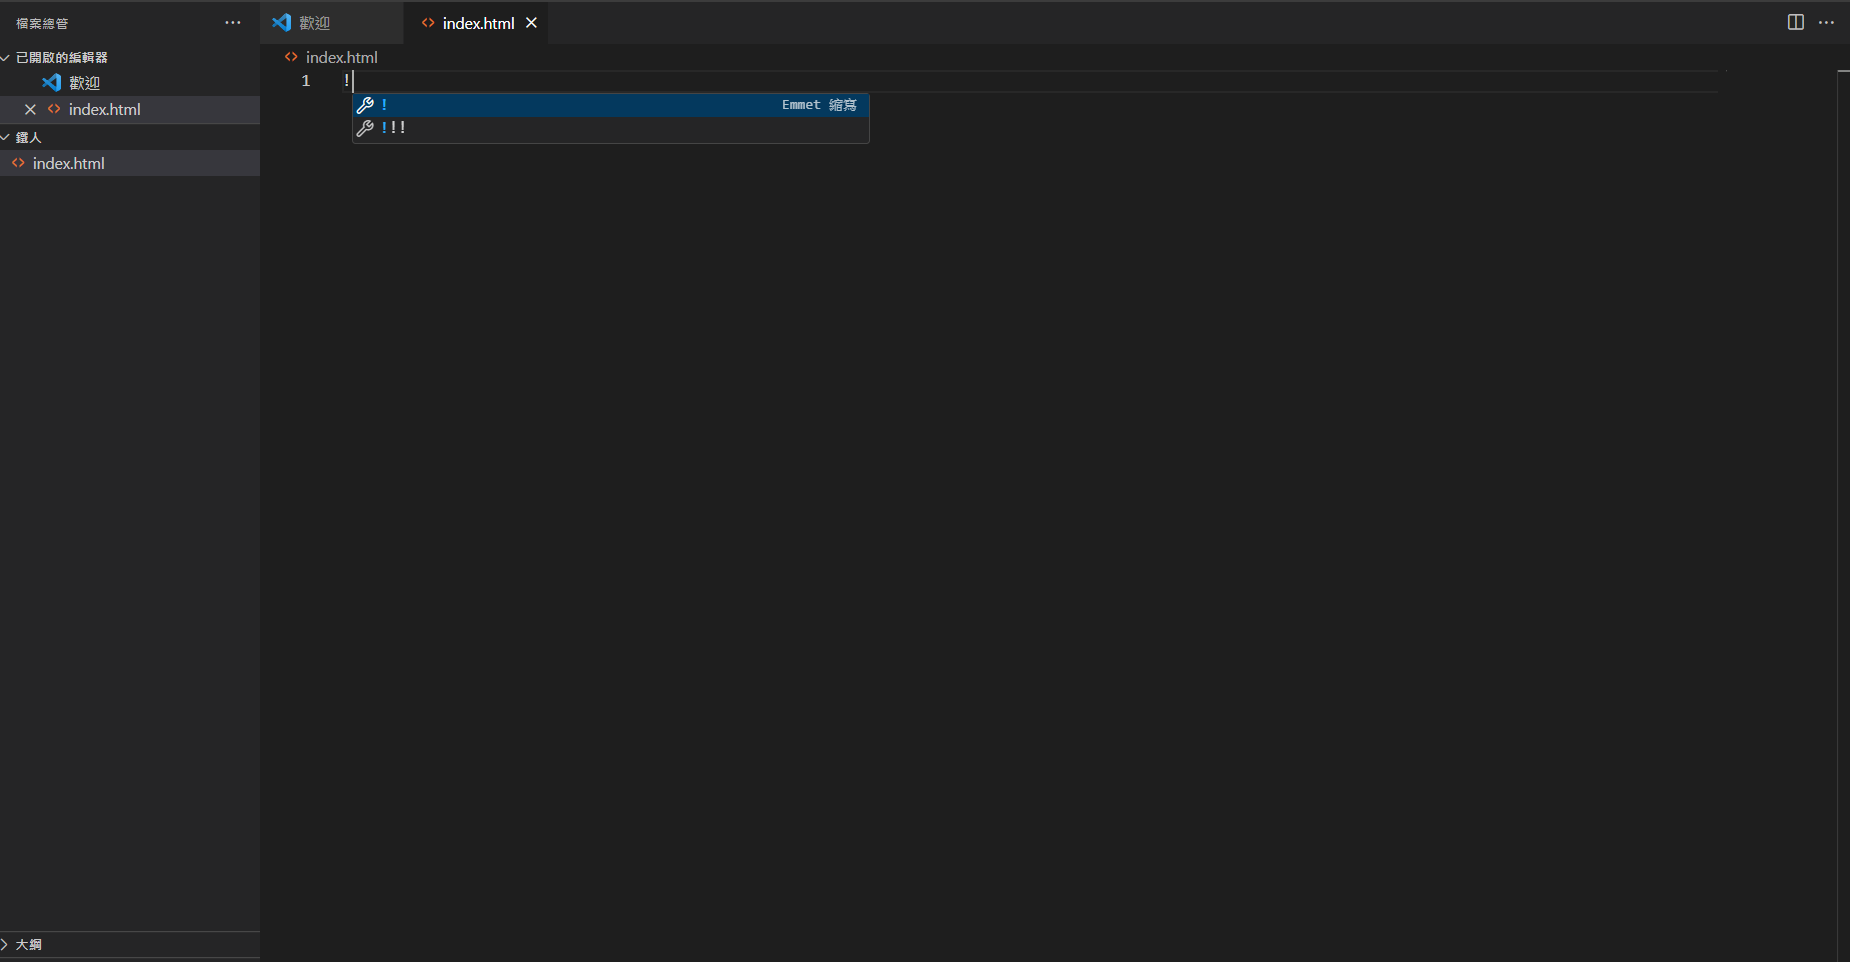 檔案總管
已開啟的編輯器
歡迎
index.html
鐵人
index.html
大綱
歡迎
index.html
index.html
1 !
! Emmet 縮寫
!!!